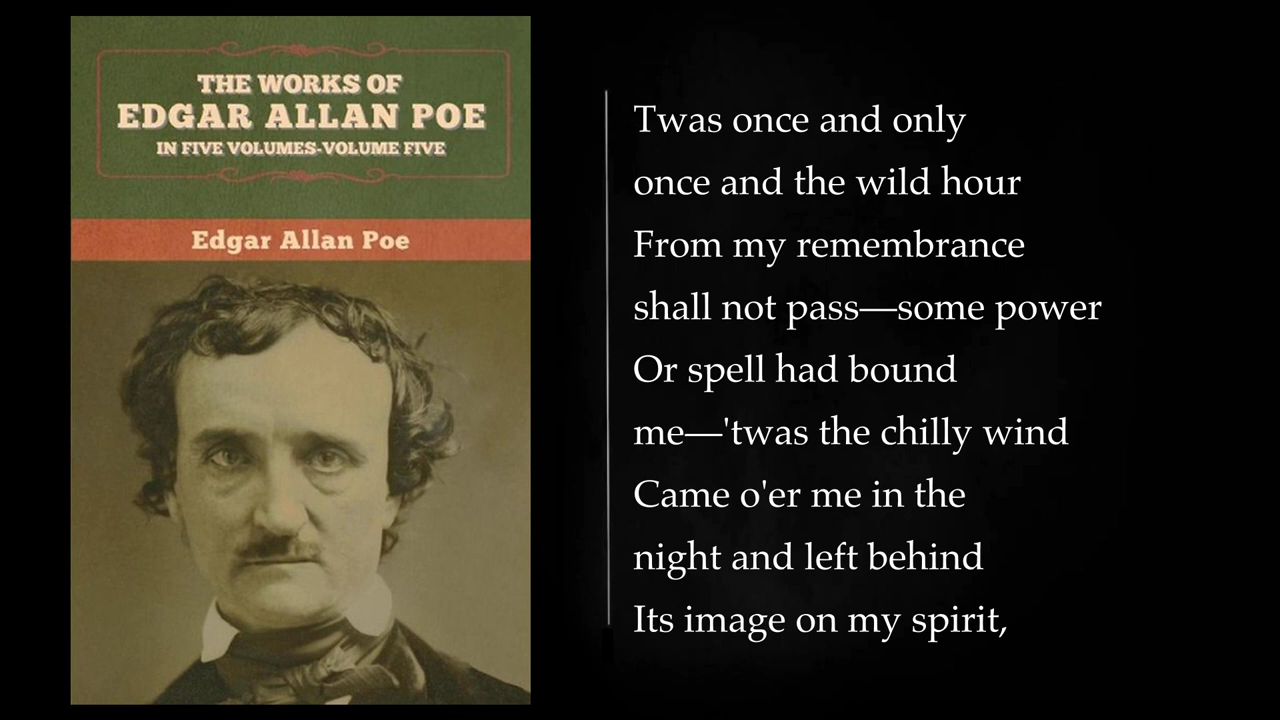 THE WORKS OF
EDGAR ALLAN POE
IN FIVE VOLUMES-VOLUME FIVE
Edgar Allan Poe
Twas once and only
once and the wild hour
From my remembrance
shall not pass—some power
Or spell had bound
me—'twas the chilly wind
Came o'er me in the
night and left behind
Its image on my spirit,